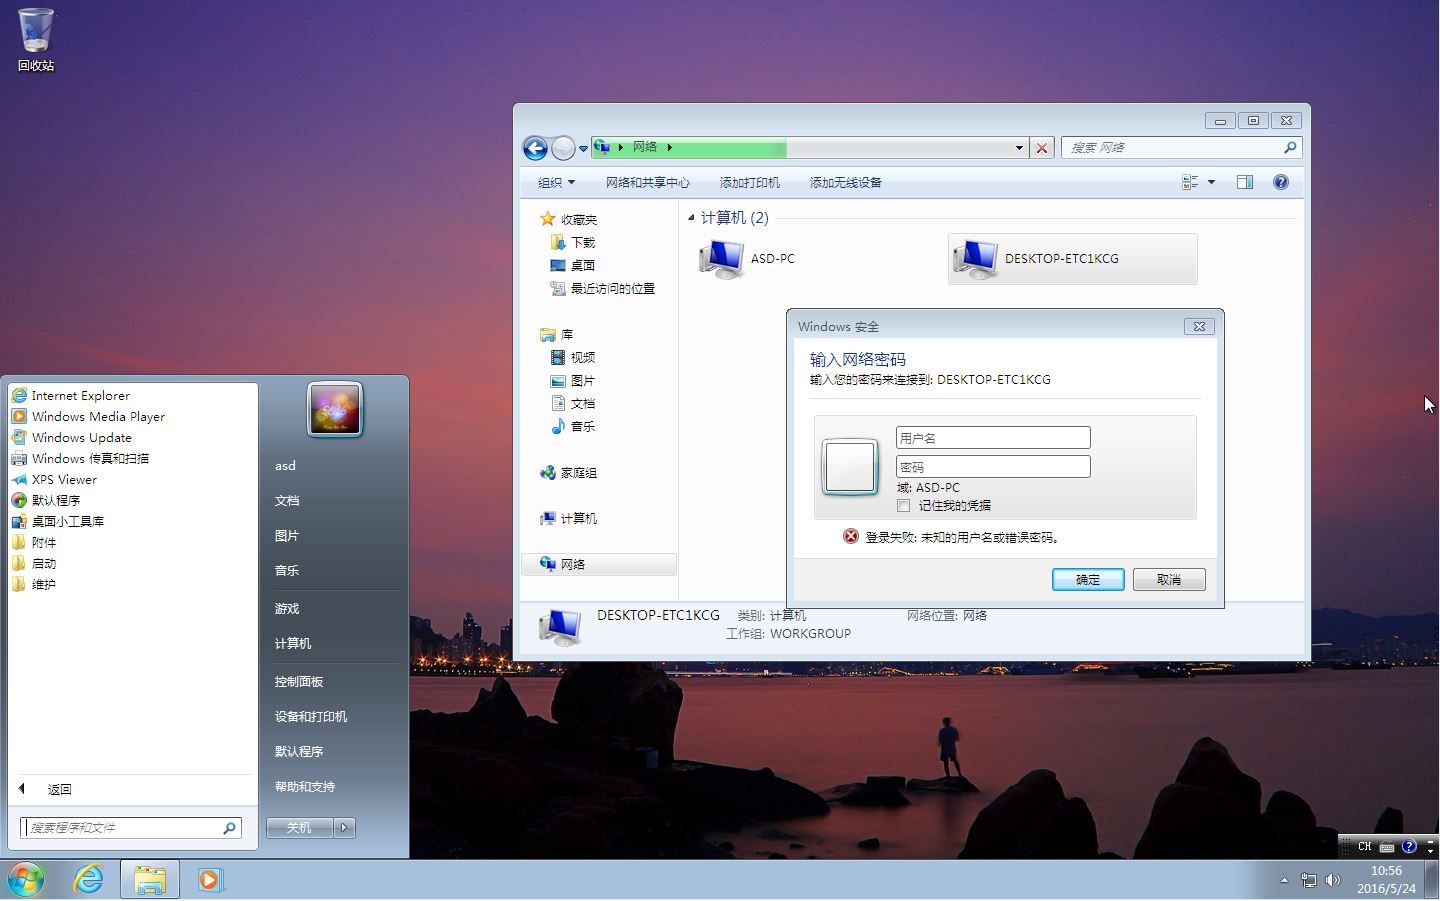 回收站
网络
搜索 网络
组织
网络和共享中心
添加打印机
添加无线设备
收藏夹
下载
桌面
最近访问的位置
库
视频
图片
文档
音乐
家庭组
计算机
网络
计算机 (2)
ASD-PC
DESKTOP-ETC1KCG
Windows 安全
输入网络密码
输入您的密码来连接到: DESKTOP-ETC1KCG
用户名
密码
域: ASD-PC
记住我的凭据
登录失败: 未知的用户名或错误密码。
确定
取消
DESKTOP-ETC1KCG
类别: 计算机
网络位置: 网络
工作组: WORKGROUP
Internet Explorer
Windows Media Player
Windows Update
Windows 传真和扫描
XPS Viewer
默认程序
桌面小工具库
附件
启动
维护
返回
搜索程序和文件
asd
文档
图片
音乐
游戏
计算机
控制面板
设备和打印机
默认程序
帮助和支持
关机
CH
10:56
2016/5/24